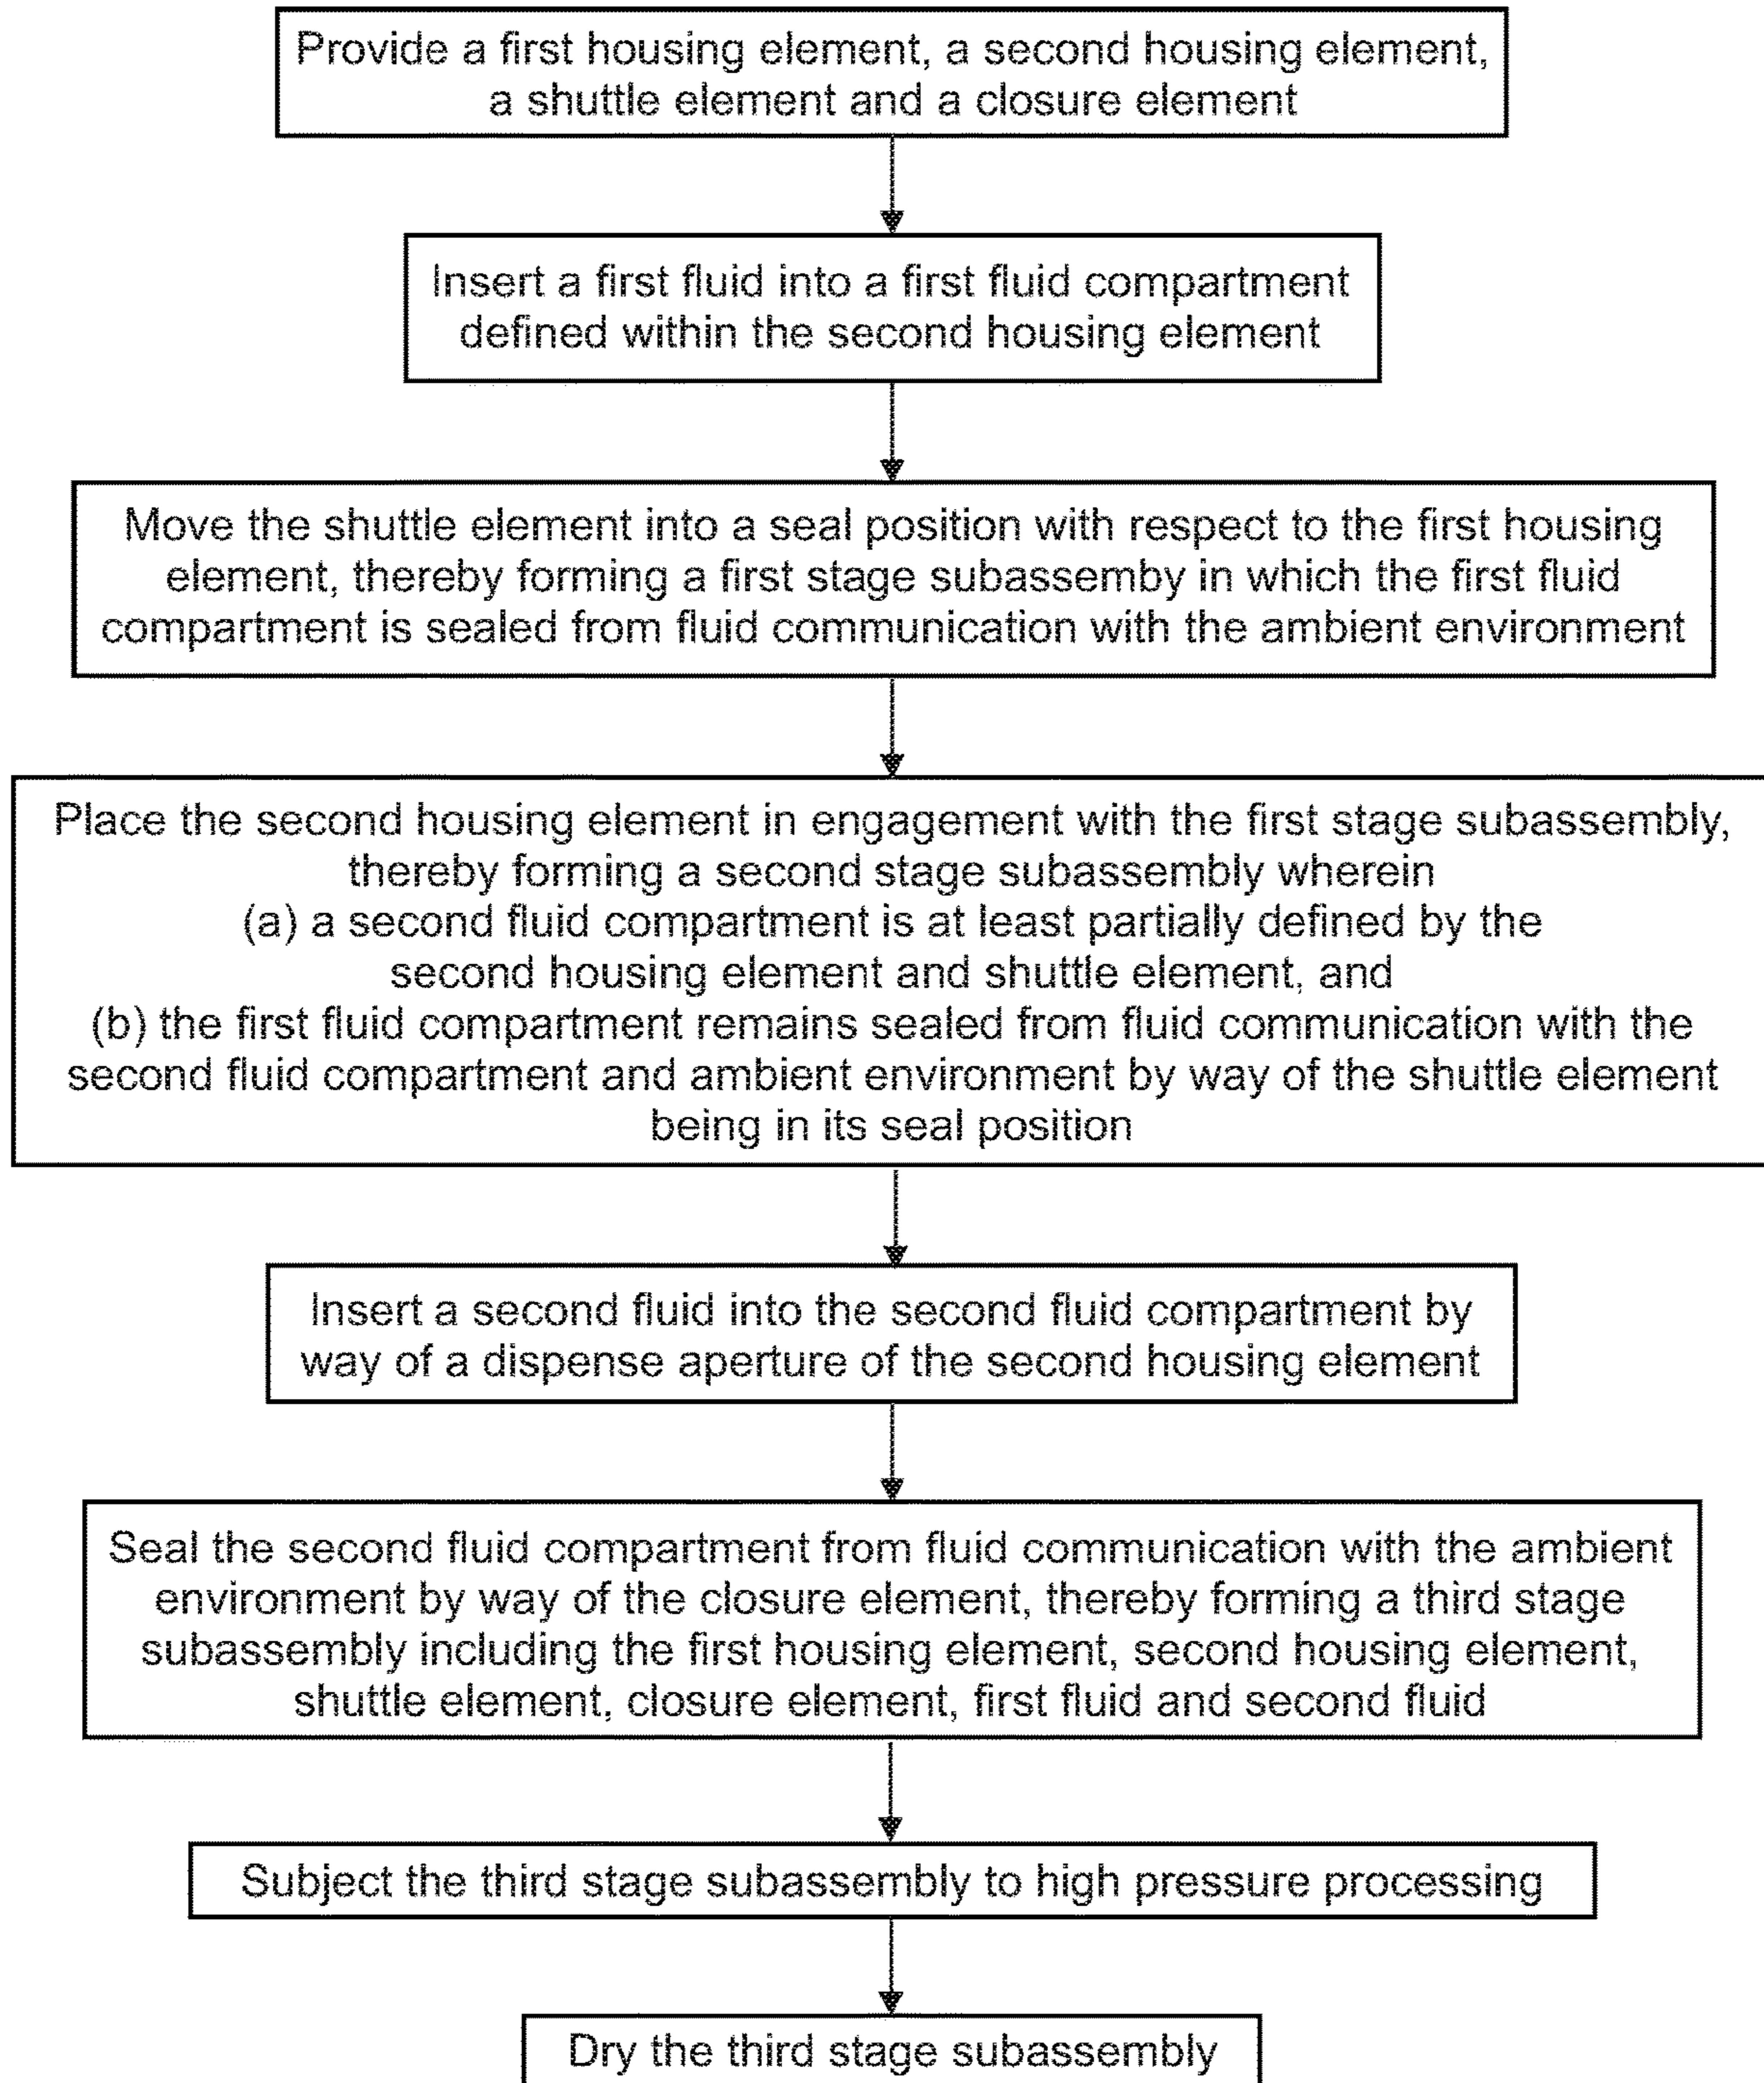 Provide a first housing element, a second housing element,
a shuttle element and a closure element
Insert a first fluid into a first fluid compartment
defined within the second housing element
Move the shuttle element into a seal position with respect to the first housing
element, thereby forming a first stage subassemby in which the first fluid
compartment is sealed from fluid communication with the ambient environment
Place the second housing element in engagement with the first stage subassembly,
thereby forming a second stage subassembly wherein
(a) a second fluid compartment is at least partially defined by the
second housing element and shuttle element, and
(b) the first fluid compartment remains sealed from fluid communication with the
second fluid compartment and ambient environment by way of the shuttle element
being in its seal position
Insert a second fluid into the second fluid compartment by
way of a dispense aperture of the second housing element
Seal the second fluid compartment from fluid communication with the ambient
environment by way of the closure element, thereby forming a third stage
subassembly including the first housing element, second housing element,
shuttle element, closure element, first fluid and second fluid
Subject the third stage subassembly to high pressure processing
Dry the third stage subassembly